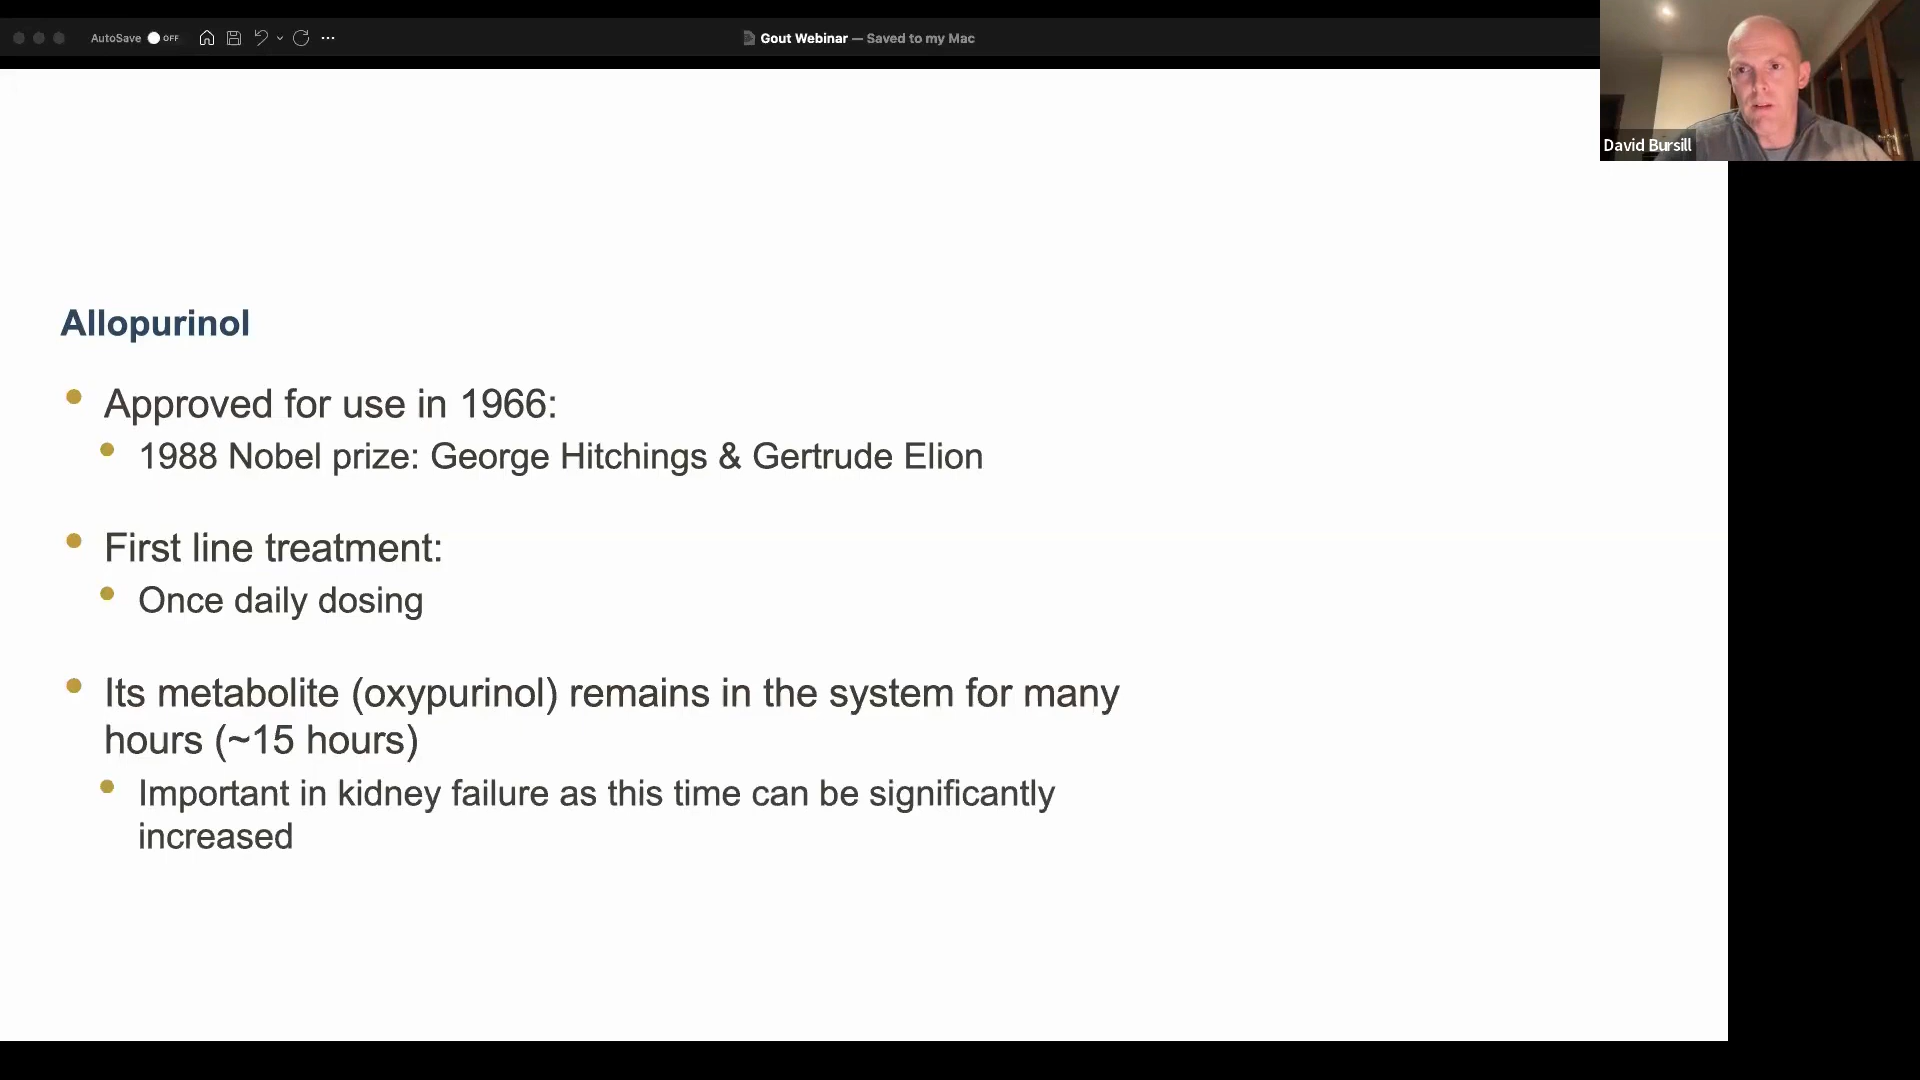 AutoSave OFF
Gout Webinar — Saved to my Mac
David Bursill
Allopurinol
Approved for use in 1966:
1988 Nobel prize: George Hitchings & Gertrude Elion
First line treatment:
Once daily dosing
Its metabolite (oxypurinol) remains in the system for many
hours (~15 hours)
Important in kidney failure as this time can be significantly
increased